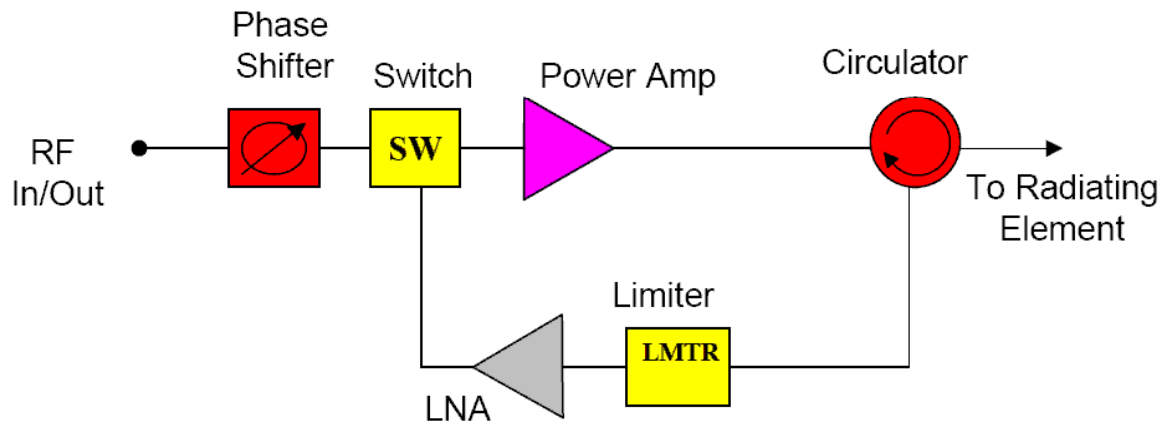 Phase
Shifter
Switch
Power Amp
Circulator
RF
In/Out
SW
To Radiating
Element
Limiter
LMTR
LNA